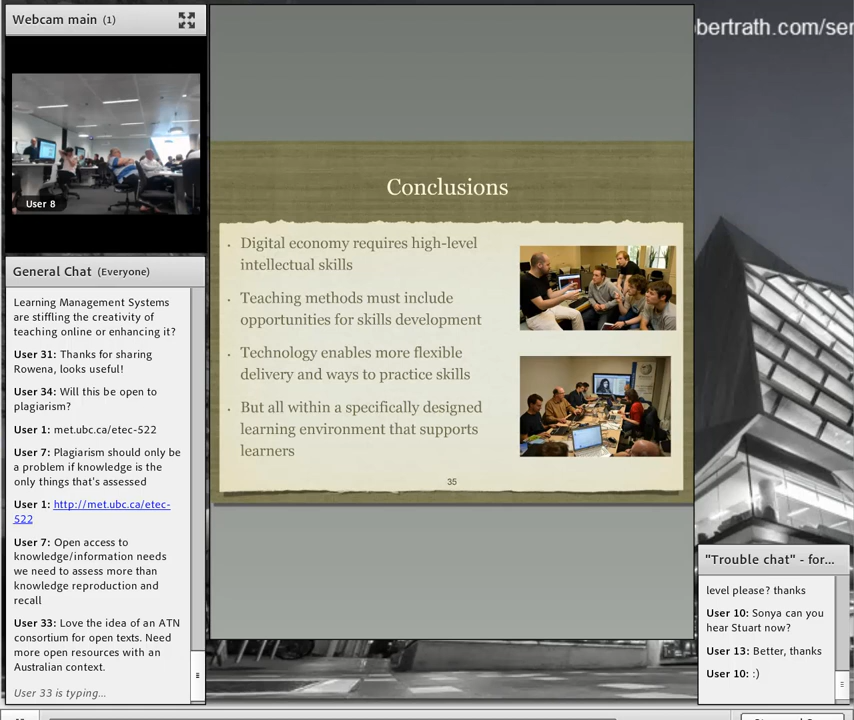 Webcam main (1)
User 8
General Chat (Everyone)
Learning Management Systems
are stiffling the creativity of
teaching online or enhancing it?
User 31: Thanks for sharing
Rowena, looks useful!
User 34: Will this be open to
plagiarism?
User 1: met.ubc.ca/etec-522
User 7: Plagiarism should only be
a problem if knowledge is the
only things that's assessed
User 1: http://met.ubc.ca/etec-
522
User 7: Open access to
knowledge/information needs
we need to assess more than
knowledge reproduction and
recall
User 33: Love the idea of an ATN
consortium for open texts. Need
more open resources with an
Australian context.
User 33 is typing...
Conclusions
· Digital economy requires high-level
intellectual skills
· Teaching methods must include
opportunities for skills development
· Technology enables more flexible
delivery and ways to practice skills
· But all within a specifically designed
learning environment that supports
learners
35
bertrath.com/ser
"Trouble chat" - for...
level please? thanks
User 10: Sonya can you
hear Stuart now?
User 13: Better, thanks
User 10: :)